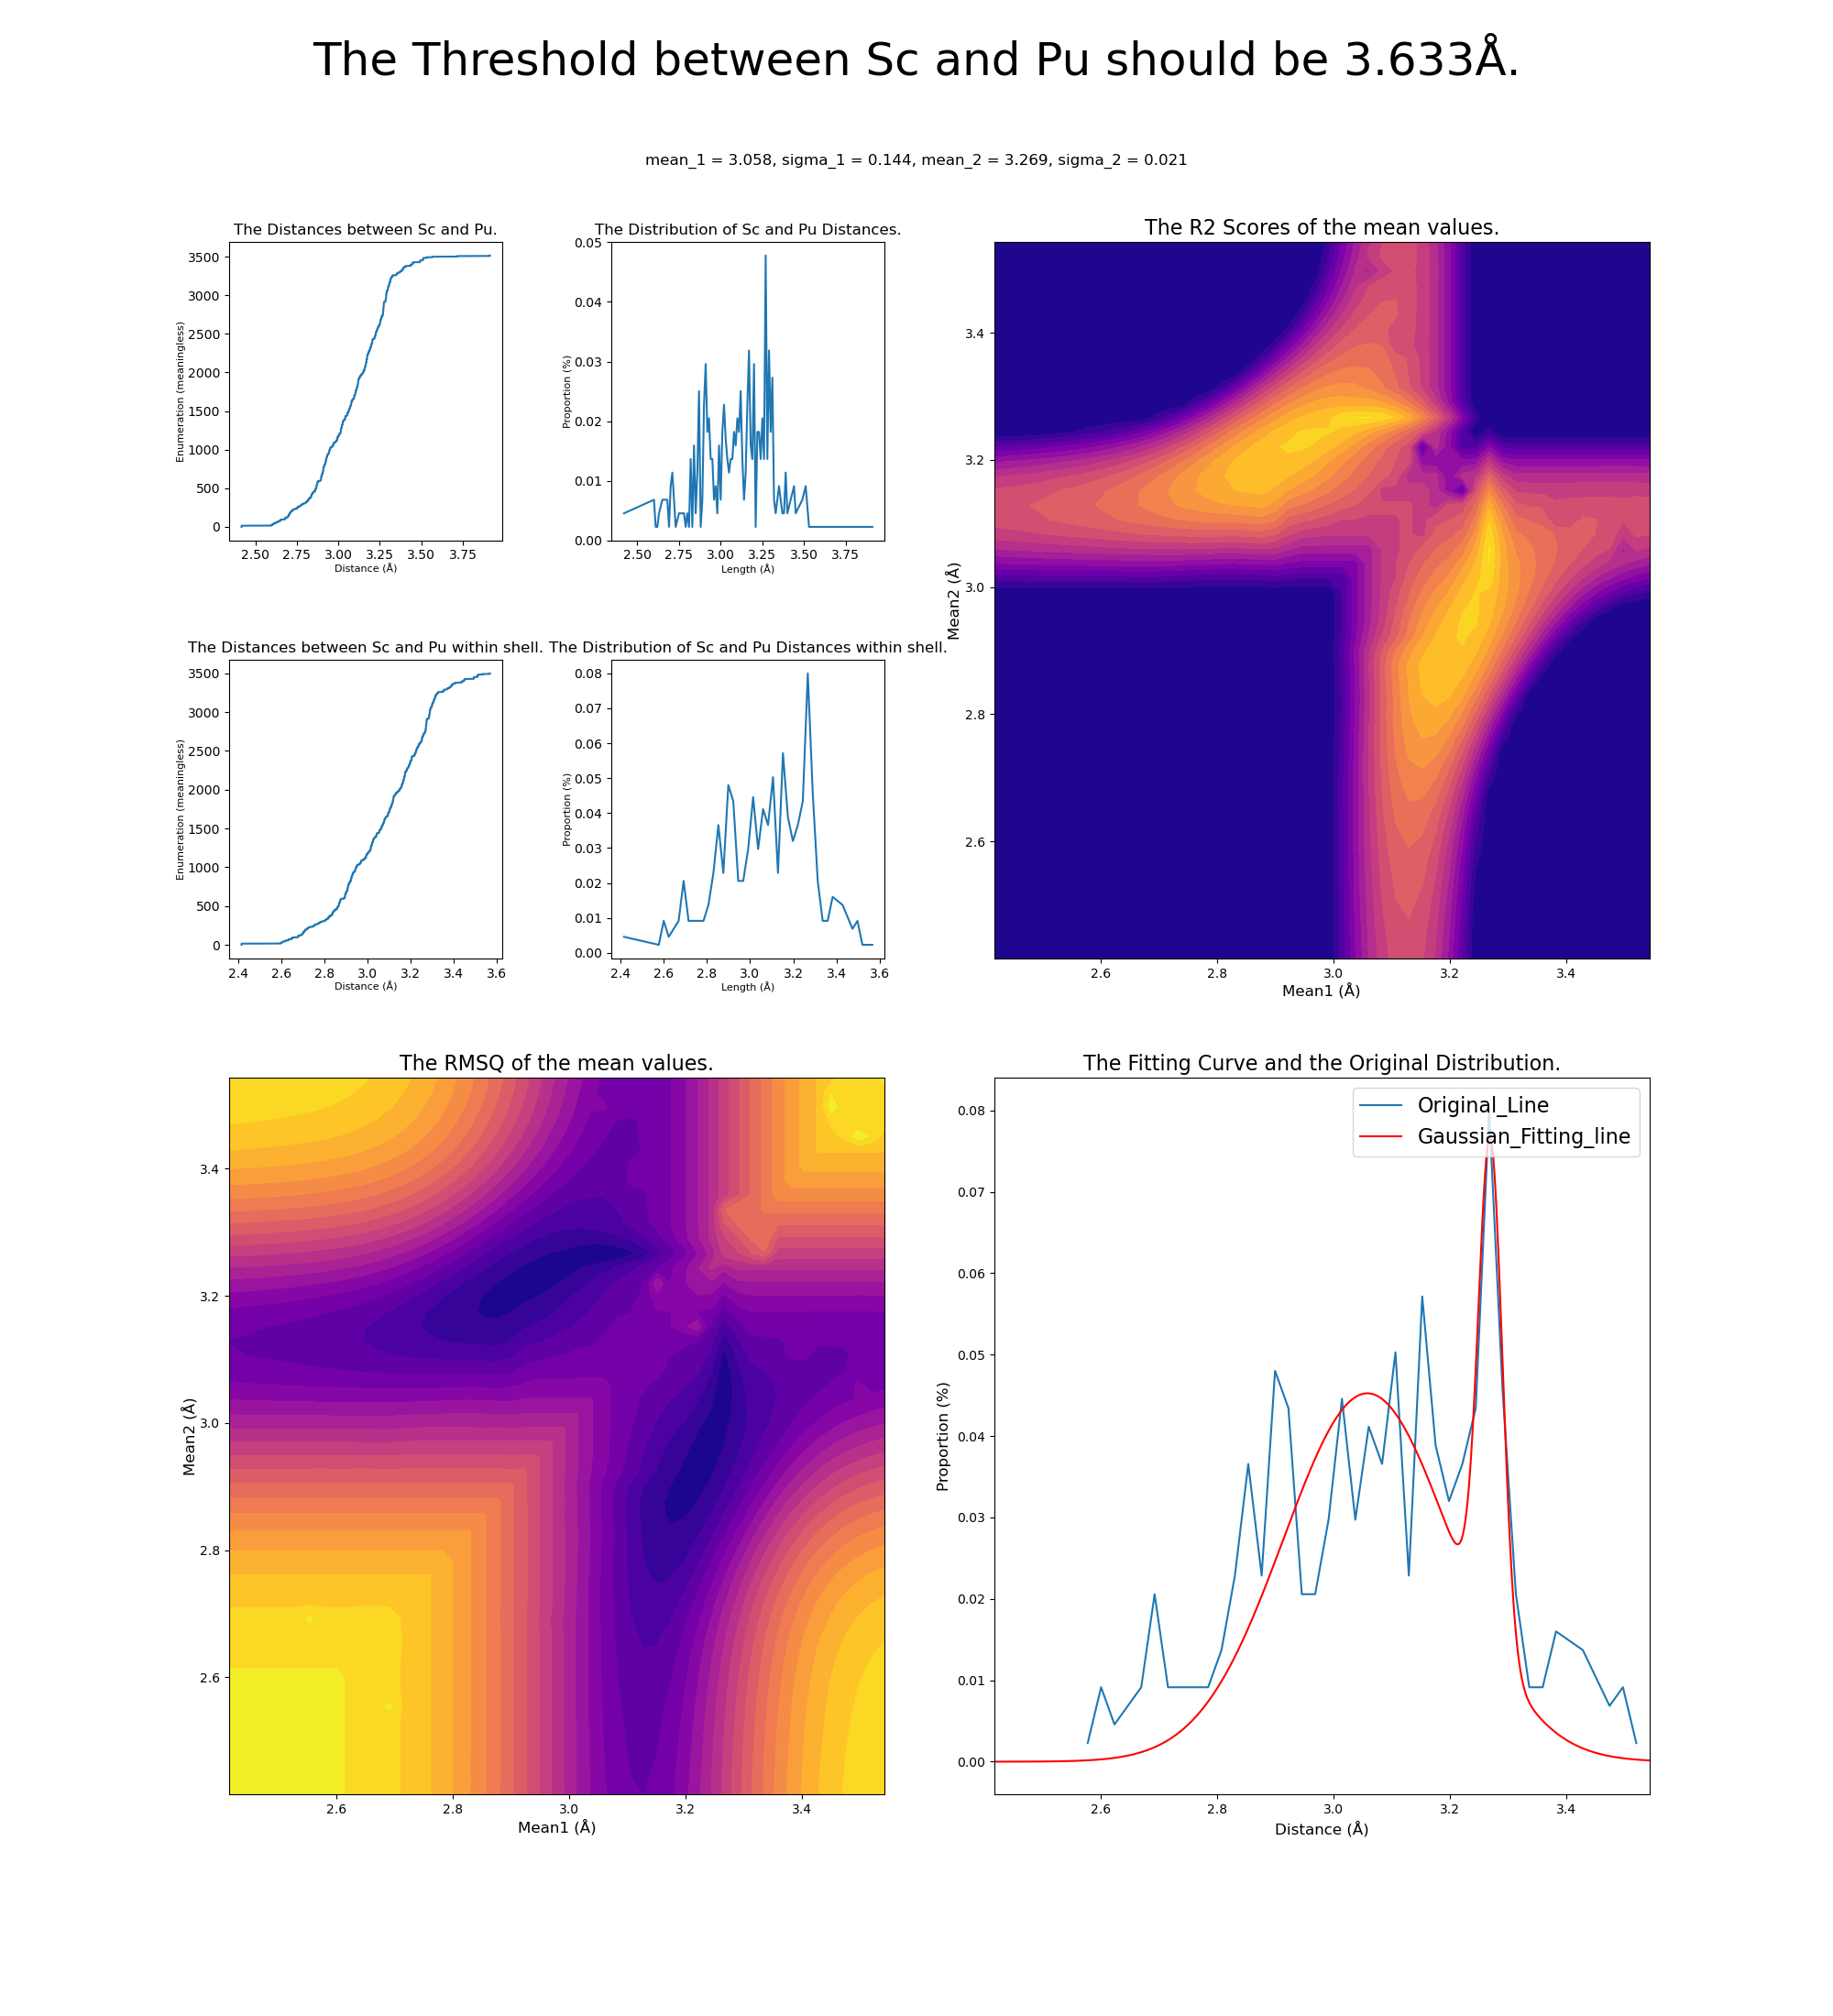 The Threshold between Sc and Pu should be 3.633Å.
mean_1 = 3.058, sigma_1 = 0.144, mean_2 = 3.269, sigma_2 = 0.021
The Distances between Sc and Pu.
3500
3000
2500
2000
1500
1000
500
0
Enumeration (meaningless)
2.50 2.75 3.00 3.25 3.50 3.75
Distance (Å)
The Distribution of Sc and Pu Distances.
0.05
0.04
0.03
0.02
0.01
0.00
Proportion (%)
2.50 2.75 3.00 3.25 3.50 3.75
Length (Å)
The R2 Scores of the mean values.
3.4
3.2
3.0
2.8
2.6
Mean2 (Å)
2.6 2.8 3.0 3.2 3.4
Mean1 (Å)
The Distances between Sc and Pu within shell.
3500
3000
2500
2000
1500
1000
500
0
Enumeration (meaningless)
2.4 2.6 2.8 3.0 3.2 3.4 3.6
Distance (Å)
The Distribution of Sc and Pu Distances within shell.
0.08
0.07
0.06
0.05
0.04
0.03
0.02
0.01
0.00
Proportion (%)
2.4 2.6 2.8 3.0 3.2 3.4 3.6
Length (Å)
The RMSQ of the mean values.
3.4
3.2
3.0
2.8
2.6
Mean2 (Å)
2.6 2.8 3.0 3.2 3.4
Mean1 (Å)
The Fitting Curve and the Original Distribution.
Original_Line
Gaussian_Fitting_line
0.08
0.07
0.06
0.05
0.04
0.03
0.02
0.01
0.00
Proportion (%)
2.6 2.8 3.0 3.2 3.4
Distance (Å)